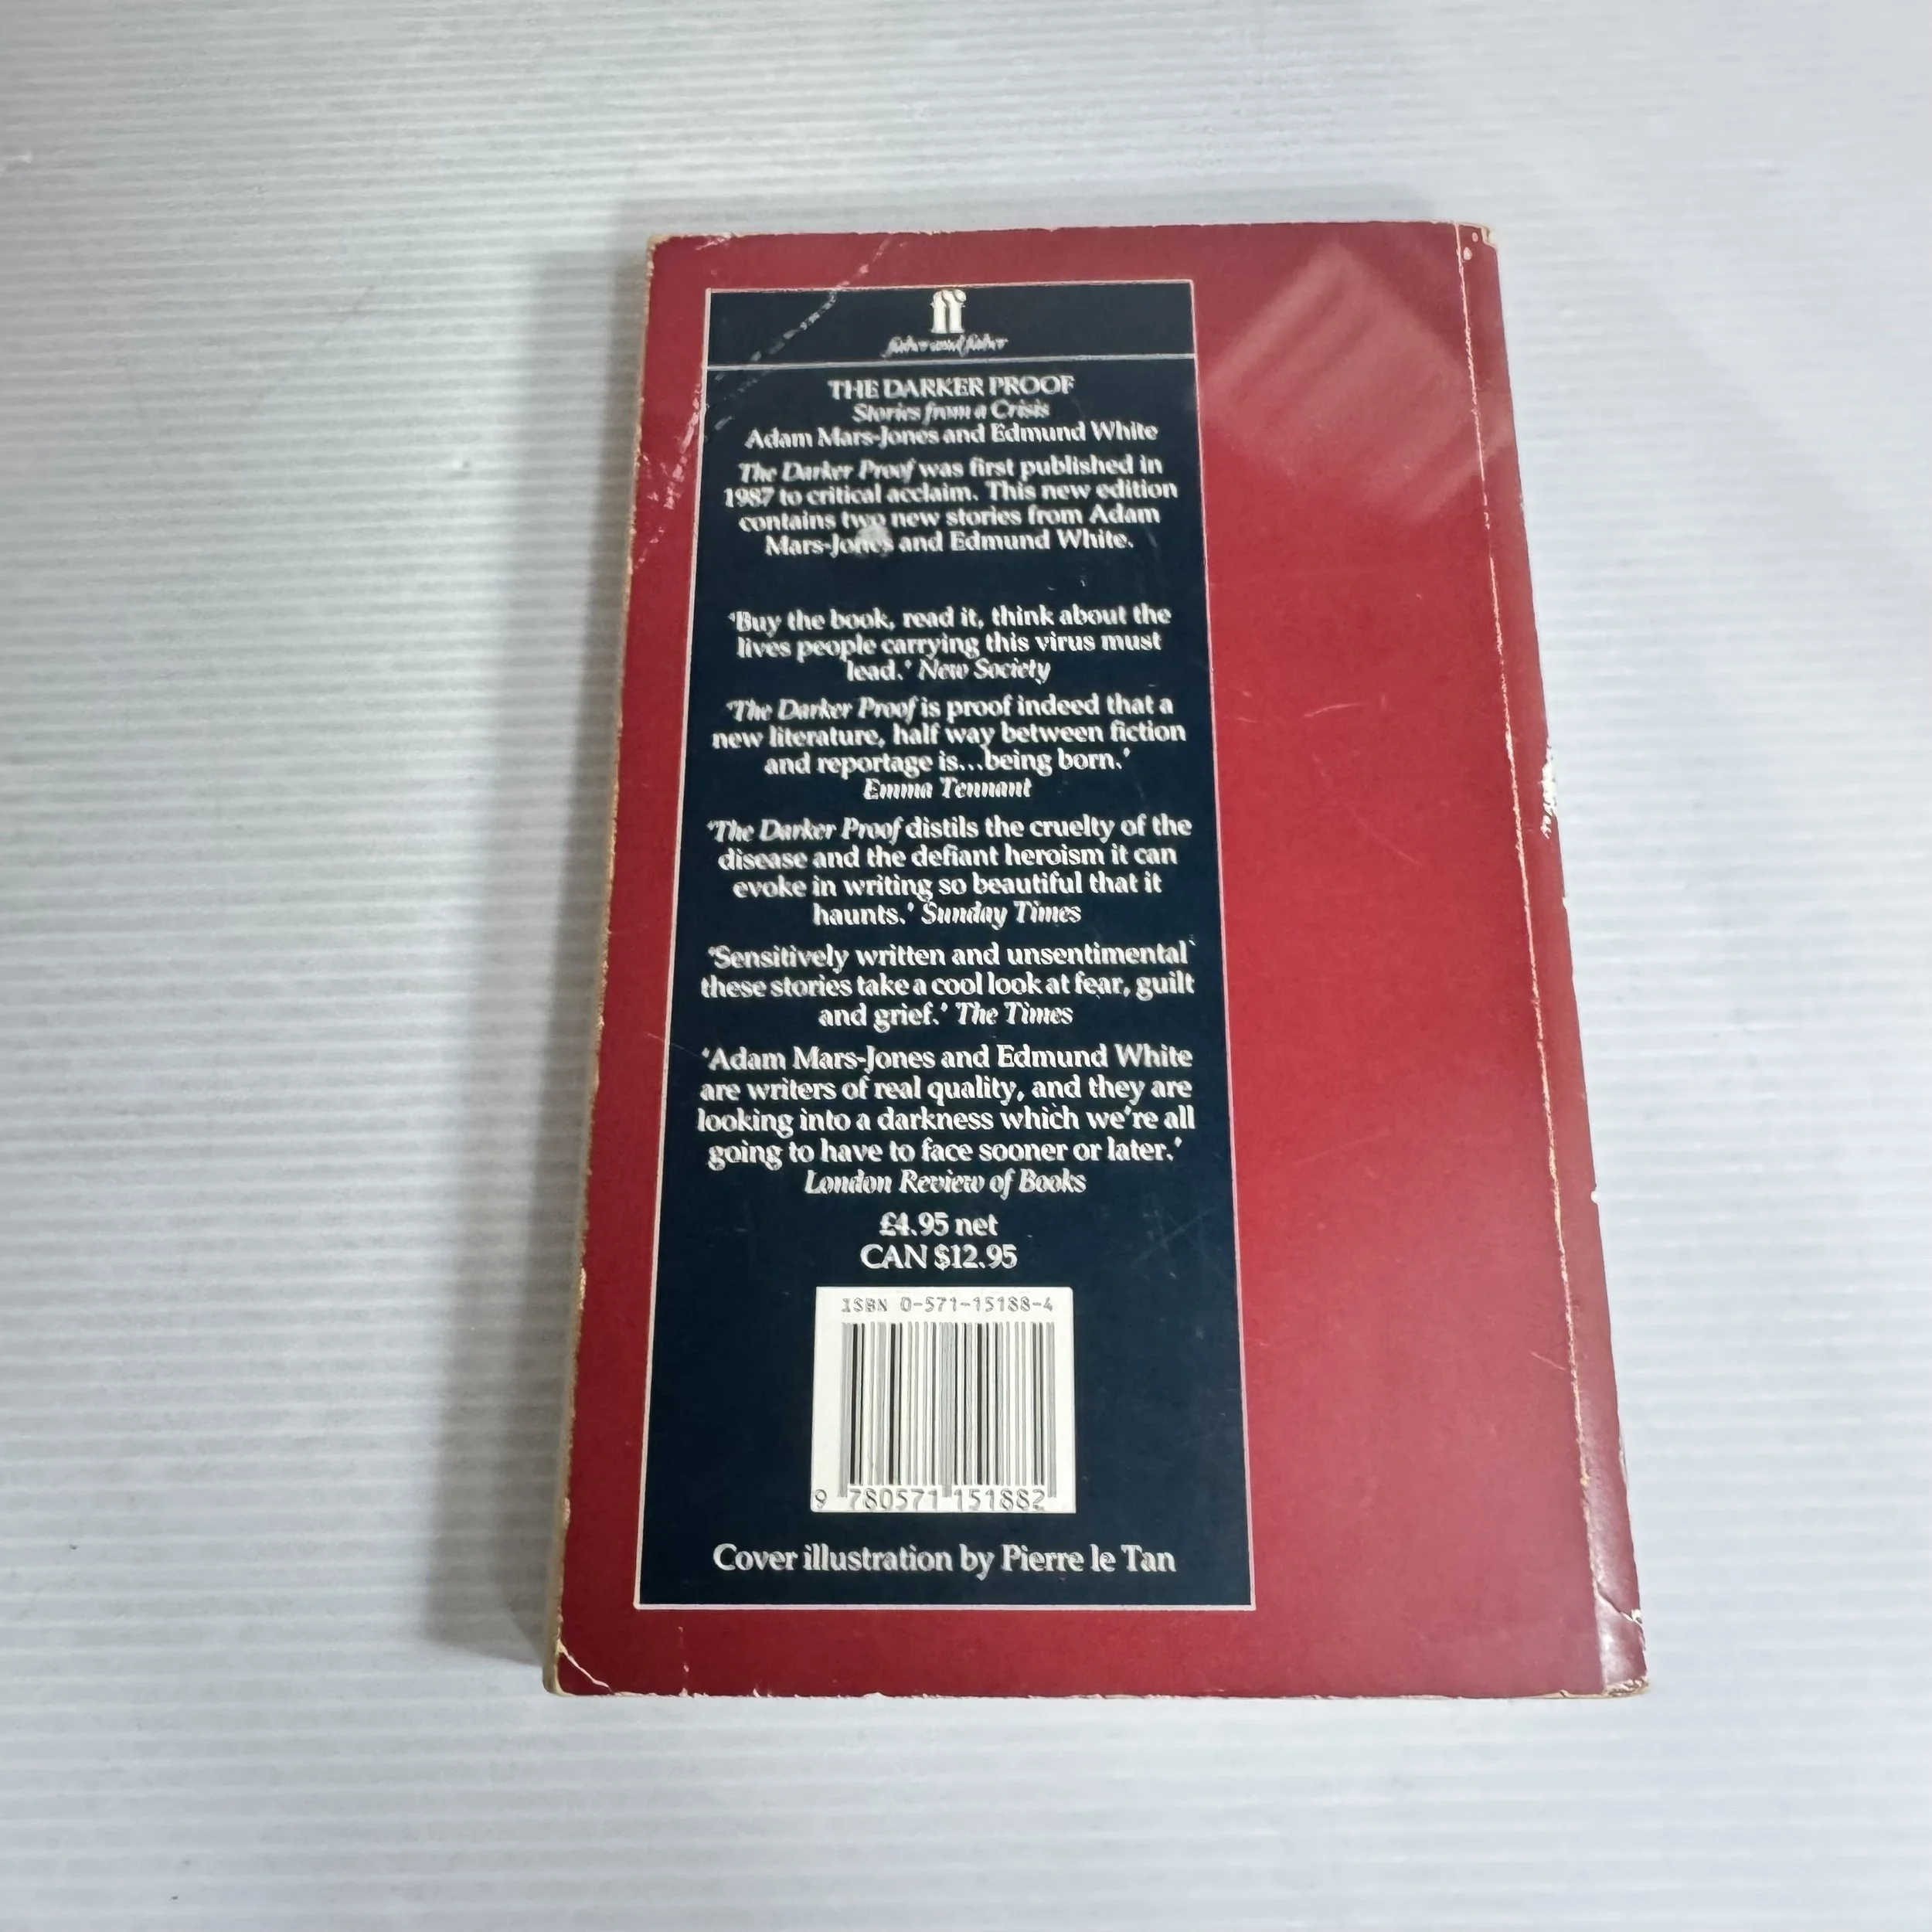 ff
faber and faber
THE DARKER PROOF
Stories from a Crisis
Adam Mars-Jones and Edmund White
The Darker Proof was first published in
1987 to critical acclaim. This new edition
contains two new stories from Adam
Mars-Jones and Edmund White.
‘Buy the book, read it, think about the
lives people carrying this virus must
lead.’ New Society
‘The Darker Proof is proof indeed that a
new literature, half way between fiction
and reportage is...being born.’
Emma Tennant
‘The Darker Proof distils the cruelty of the
disease and the defiant heroism it can
evoke in writing so beautiful that it
haunts.’ Sunday Times
‘Sensitively written and unsentimental
these stories take a cool look at fear, guilt
and grief.’ The Times
‘Adam Mars-Jones and Edmund White
are writers of real quality, and they are
looking into a darkness which we’re all
going to have to face sooner or later.’
London Review of Books
£4.95 net
CAN $12.95
ISBN 0-571-15188-4
9 780571 151882
Cover illustration by Pierre le Tan